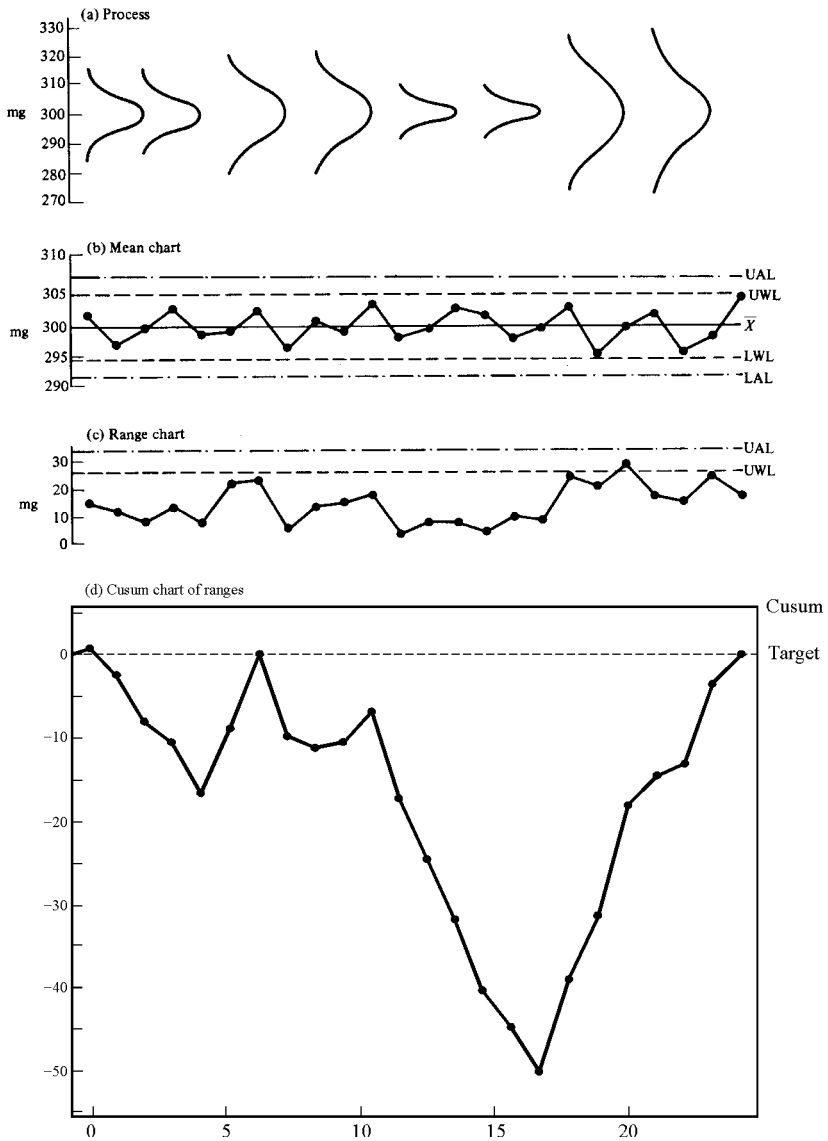 (a) Process
330
320
310
mg 300
290
280
270
(b) Mean chart
310
UAL
305
UWL
mg 300
X̅
295
LWL
290
LAL
(c) Range chart
UAL
30
UWL
20
mg
10
0
(d) Cusum chart of ranges
Cusum
0
Target
−10
−20
−30
−40
−50
0 5 10 15 20